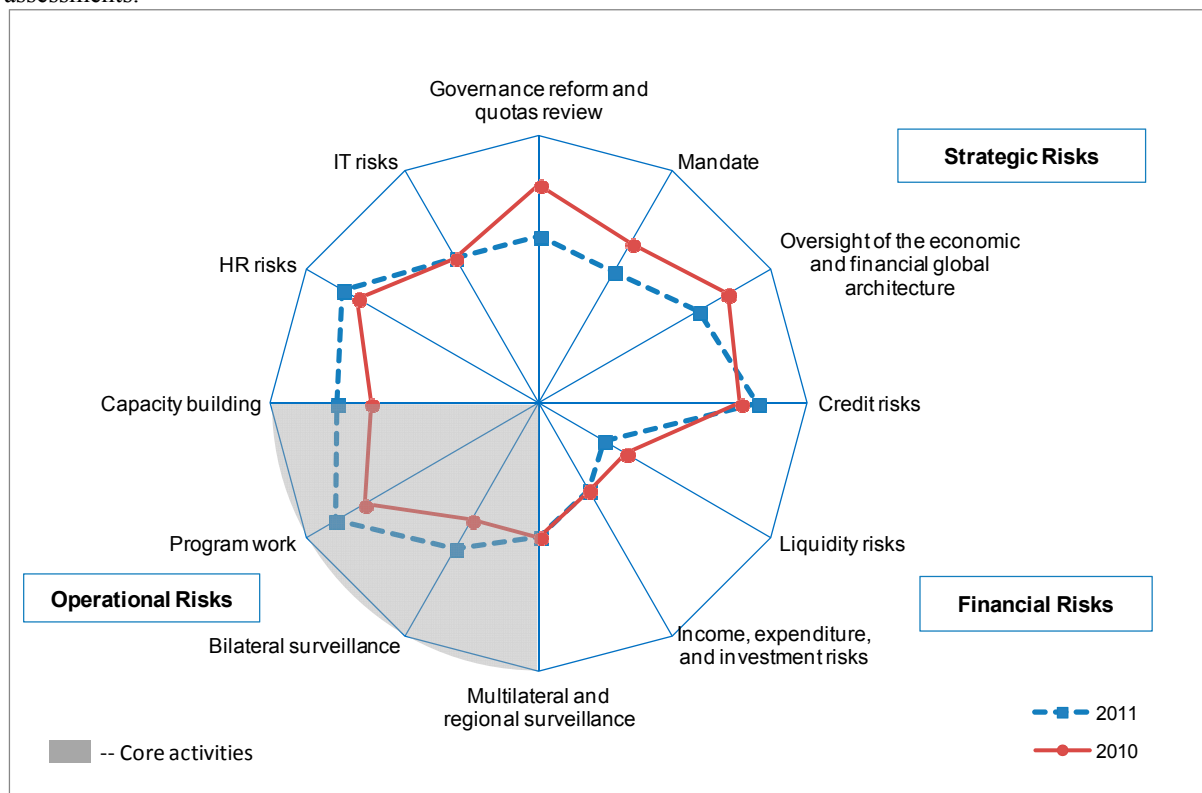 assessments.
Governance reform and
quotas review
IT risks
Mandate
Strategic Risks
Oversight of the economic
and financial global
architecture
HR risks
Capacity building
Credit risks
Program work
Liquidity risks
Operational Risks
Financial Risks
Bilateral surveillance
Income, expenditure,
and investment risks
Multilateral and
regional surveillance
2011
-- Core activities
2010